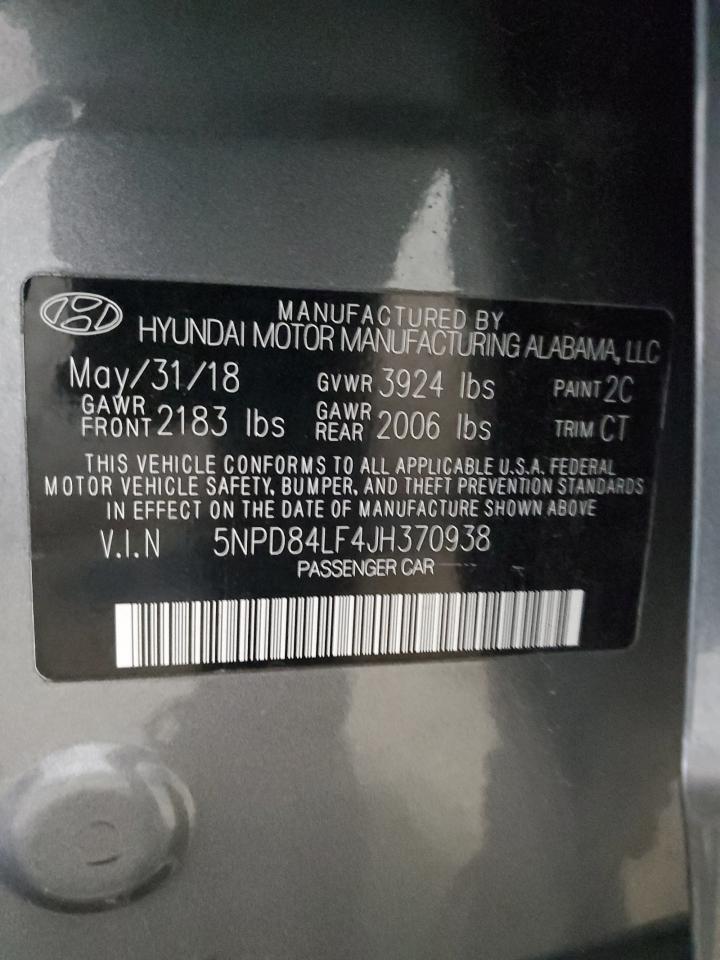 MANUFACTURED BY
HYUNDAI MOTOR MANUFACTURING ALABAMA, LLC
May/31/18 GVWR 3924 lbs PAINT 2C
GAWR FRONT 2183 lbs GAWR REAR 2006 lbs TRIM CT
THIS VEHICLE CONFORMS TO ALL APPLICABLE U.S.A. FEDERAL
MOTOR VEHICLE SAFETY, BUMPER, AND THEFT PREVENTION STANDARDS
IN EFFECT ON THE DATE OF MANUFACTURE SHOWN ABOVE
V.I.N 5NPD84LF4JH370938
PASSENGER CAR